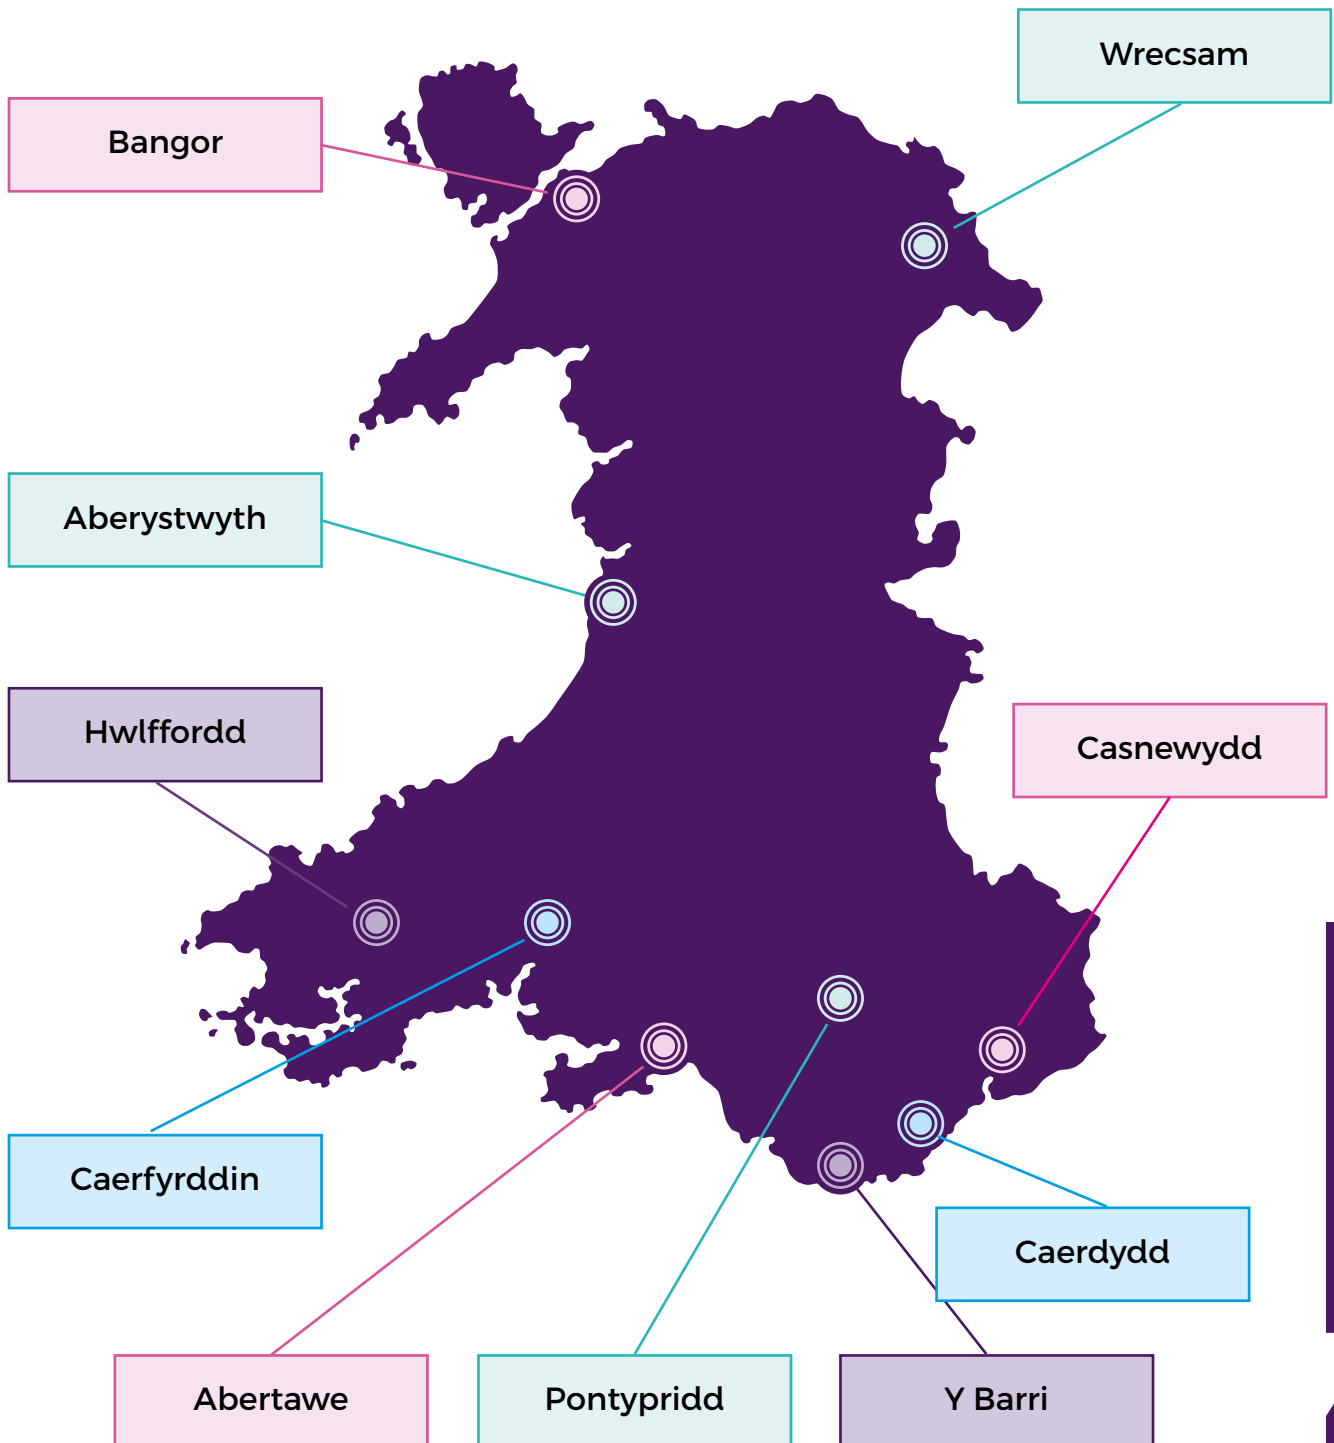 Wrecsam
Bangor
Aberystwyth
Hwlffordd
Casnewydd
Caerfyrddin
Caerdydd
Abertawe
Pontypridd
Y Barri